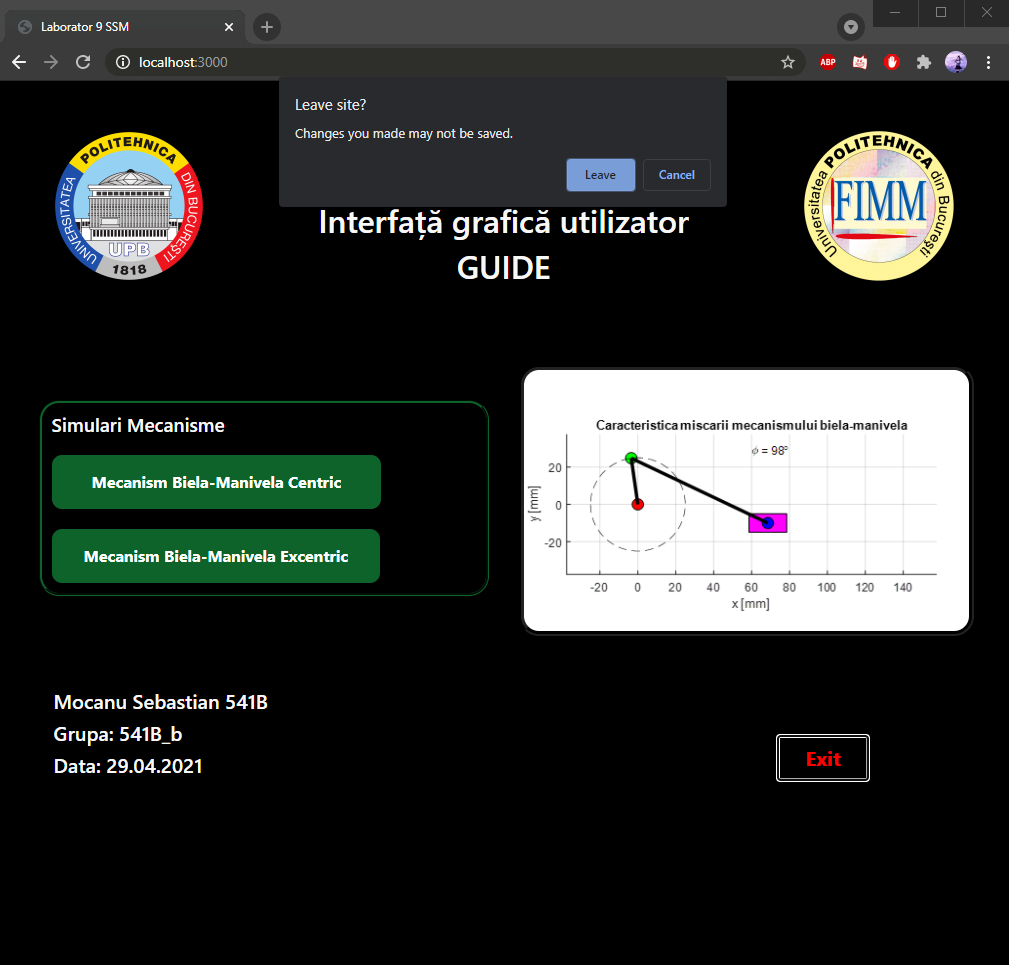 Laborator 9 SSM
localhost:3000
ABP
Leave site?
Changes you made may not be saved.
Leave
Cancel
UNIVERSITATEA POLITEHNICA DIN BUCUREȘTI
UPB
1818
Interfață grafică utilizator
GUIDE
Universitatea POLITEHNICA din București
FIMM
Simulari Mecanisme
Mecanism Biela-Manivela Centric
Mecanism Biela-Manivela Excentric
Caracteristica miscarii mecanismului biela-manivela
ϕ = 98°
20
0
-20
y [mm]
-20 0 20 40 60 80 100 120 140
x [mm]
Mocanu Sebastian 541B
Grupa: 541B_b
Data: 29.04.2021
Exit